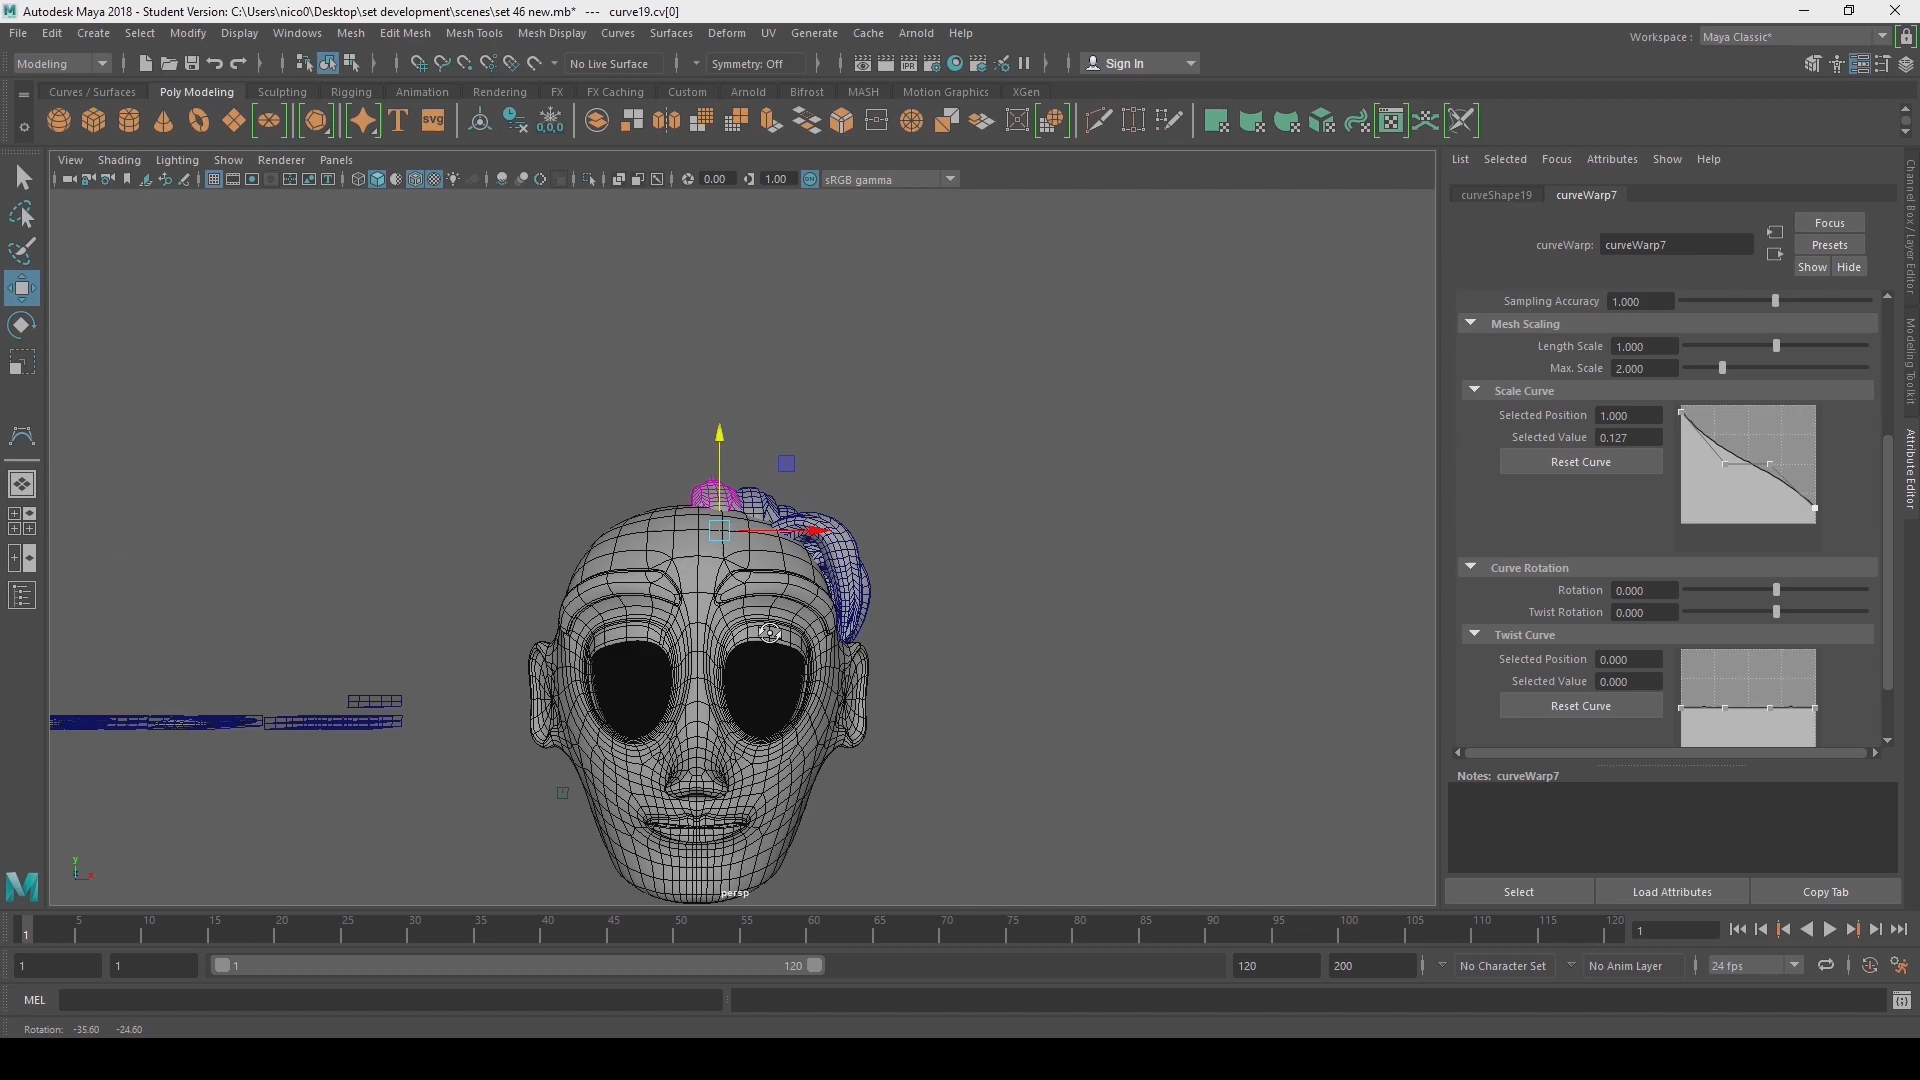 Autodesk Maya 2018 - Student Version: C:\Users\nico0\Desktop\set development\scenes\set 46 new.mb* --- curve19.cv[0]
File Edit Create Select Modify Display Windows Mesh Edit Mesh Mesh Tools Mesh Display Curves Surfaces Deform UV Generate Cache Arnold Help
Workspace : Maya Classic*
Modeling No Live Surface Symmetry: Off Sign In
Curves / Surfaces Poly Modeling Sculpting Rigging Animation Rendering FX FX Caching Custom Arnold Bifrost MASH Motion Graphics XGen
View Shading Lighting Show Renderer Panels
0.00 1.00 sRGB gamma
persp
y
x
List Selected Focus Attributes Show Help
curveShape19 curveWarp7
Focus
curveWarp: curveWarp7 Presets
Show Hide
Sampling Accuracy 1.000
Mesh Scaling
Length Scale 1.000
Max. Scale 2.000
Scale Curve
Selected Position 1.000
Selected Value 0.127
Reset Curve
Curve Rotation
Rotation 0.000
Twist Rotation 0.000
Twist Curve
Selected Position 0.000
Selected Value 0.000
Reset Curve
Notes: curveWarp7
Select Load Attributes Copy Tab
Channel Box / Layer Editor
Modeling Toolkit
Attribute Editor
1 5 10 15 20 25 30 35 40 45 50 55 60 65 70 75 80 85 90 95 100 105 110 115 120 1
1 1 1 120 120 200 No Character Set No Anim Layer 24 fps
MEL
Rotation: -35.60 -24.60